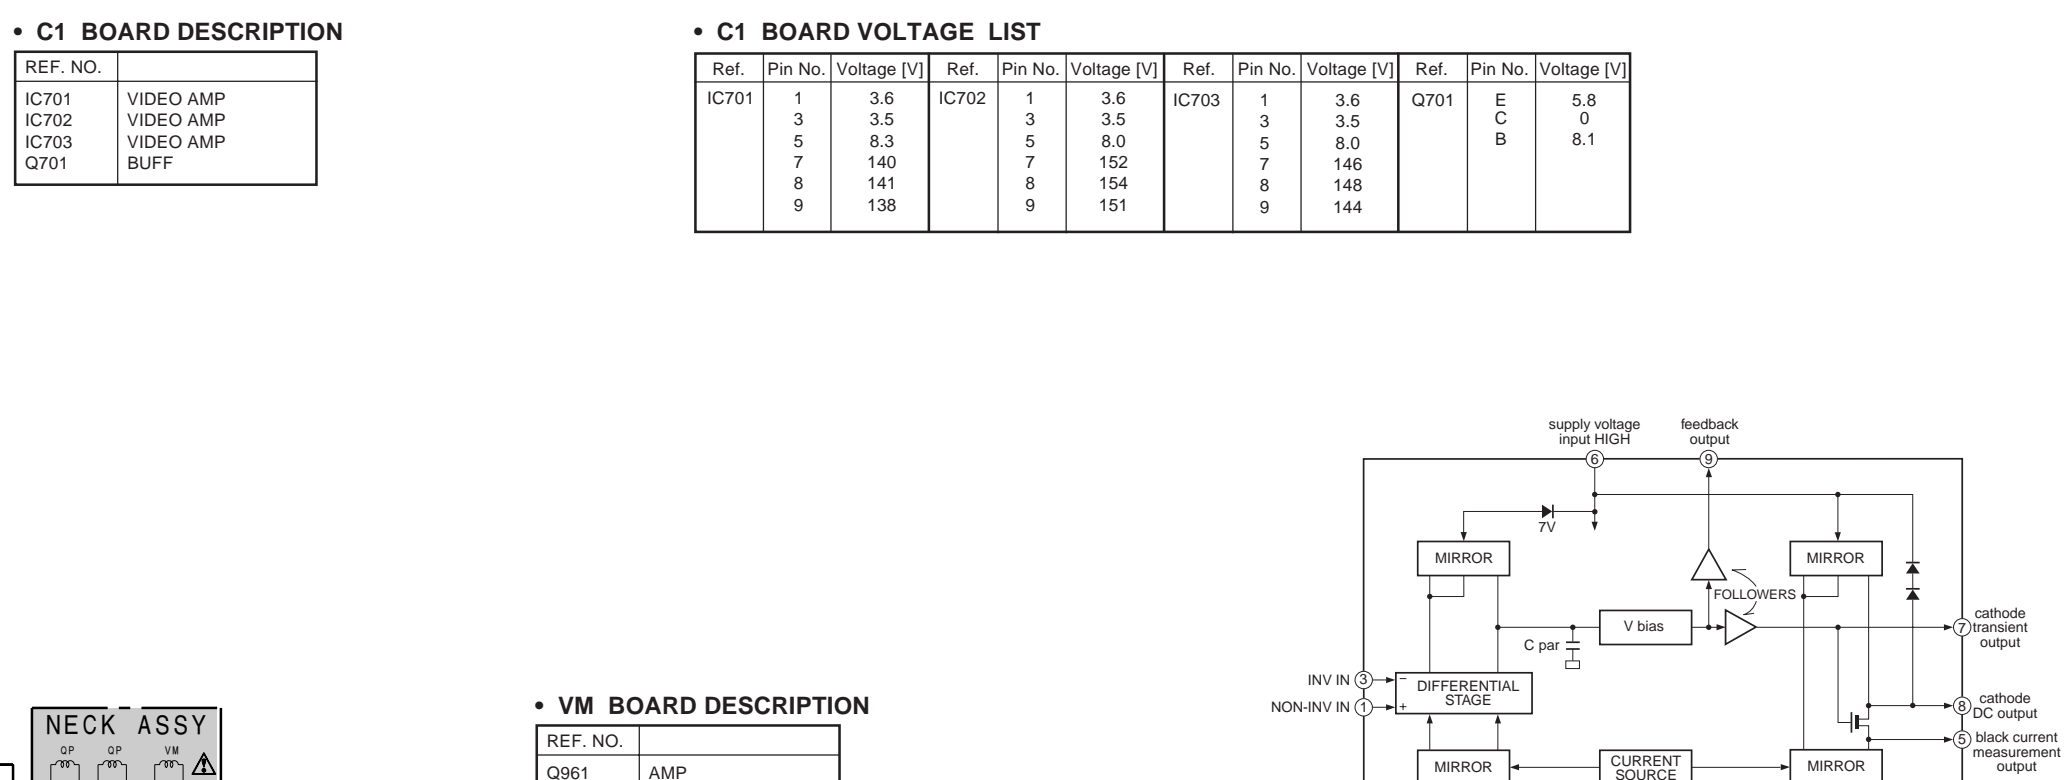 • C1 BOARD DESCRIPTION
REF. NO.
IC701 VIDEO AMP
IC702 VIDEO AMP
IC703 VIDEO AMP
Q701 BUFF
• C1 BOARD VOLTAGE LIST
Ref. Pin No. Voltage [V] Ref. Pin No. Voltage [V] Ref. Pin No. Voltage [V] Ref. Pin No. Voltage [V]
IC701 1 3.6 IC702 1 3.6 IC703 1 3.6 Q701 E 5.8
3 3.5 3 3.5 3 3.5 C 0
5 8.3 5 8.0 5 8.0 B 8.1
7 140 7 152 7 146
8 141 8 154 8 148
9 138 9 151 9 144
supply voltage
input HIGH
feedback
output
6 9
7V
MIRROR MIRROR
FOLLOWERS
V bias
C par
cathode
7 transient
output
INV IN 3 −
NON-INV IN 1 +
DIFFERENTIAL
STAGE
cathode
8 DC output
5 black current
measurement
output
MIRROR
CURRENT
SOURCE
MIRROR
NECK ASSY
QP QP VM
• VM BOARD DESCRIPTION
REF. NO.
Q961 AMP